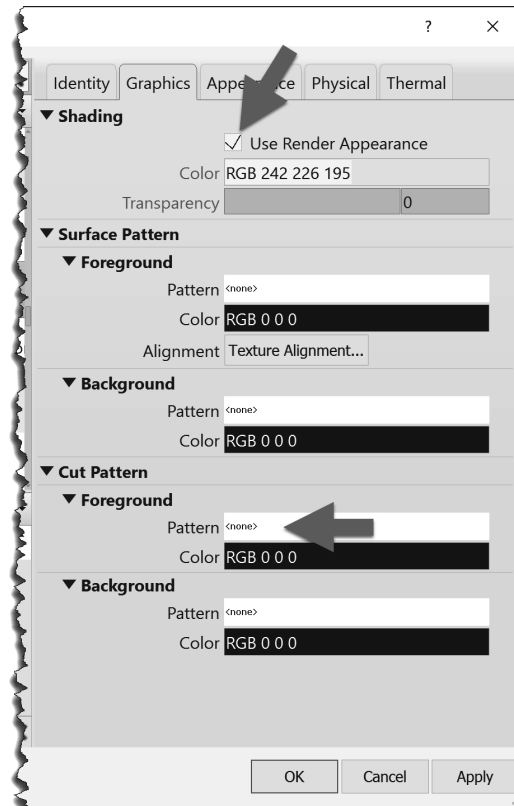 ?
Identity Graphics Appearance Physical Thermal
Shading
Use Render Appearance
Color RGB 242 226 195
Transparency 0
Surface Pattern
Foreground
Pattern <none>
Color RGB 0 0 0
Alignment Texture Alignment...
Background
Pattern <none>
Color RGB 0 0 0
Cut Pattern
Foreground
Pattern <none>
Color RGB 0 0 0
Background
Pattern <none>
Color RGB 0 0 0
OK Cancel Apply